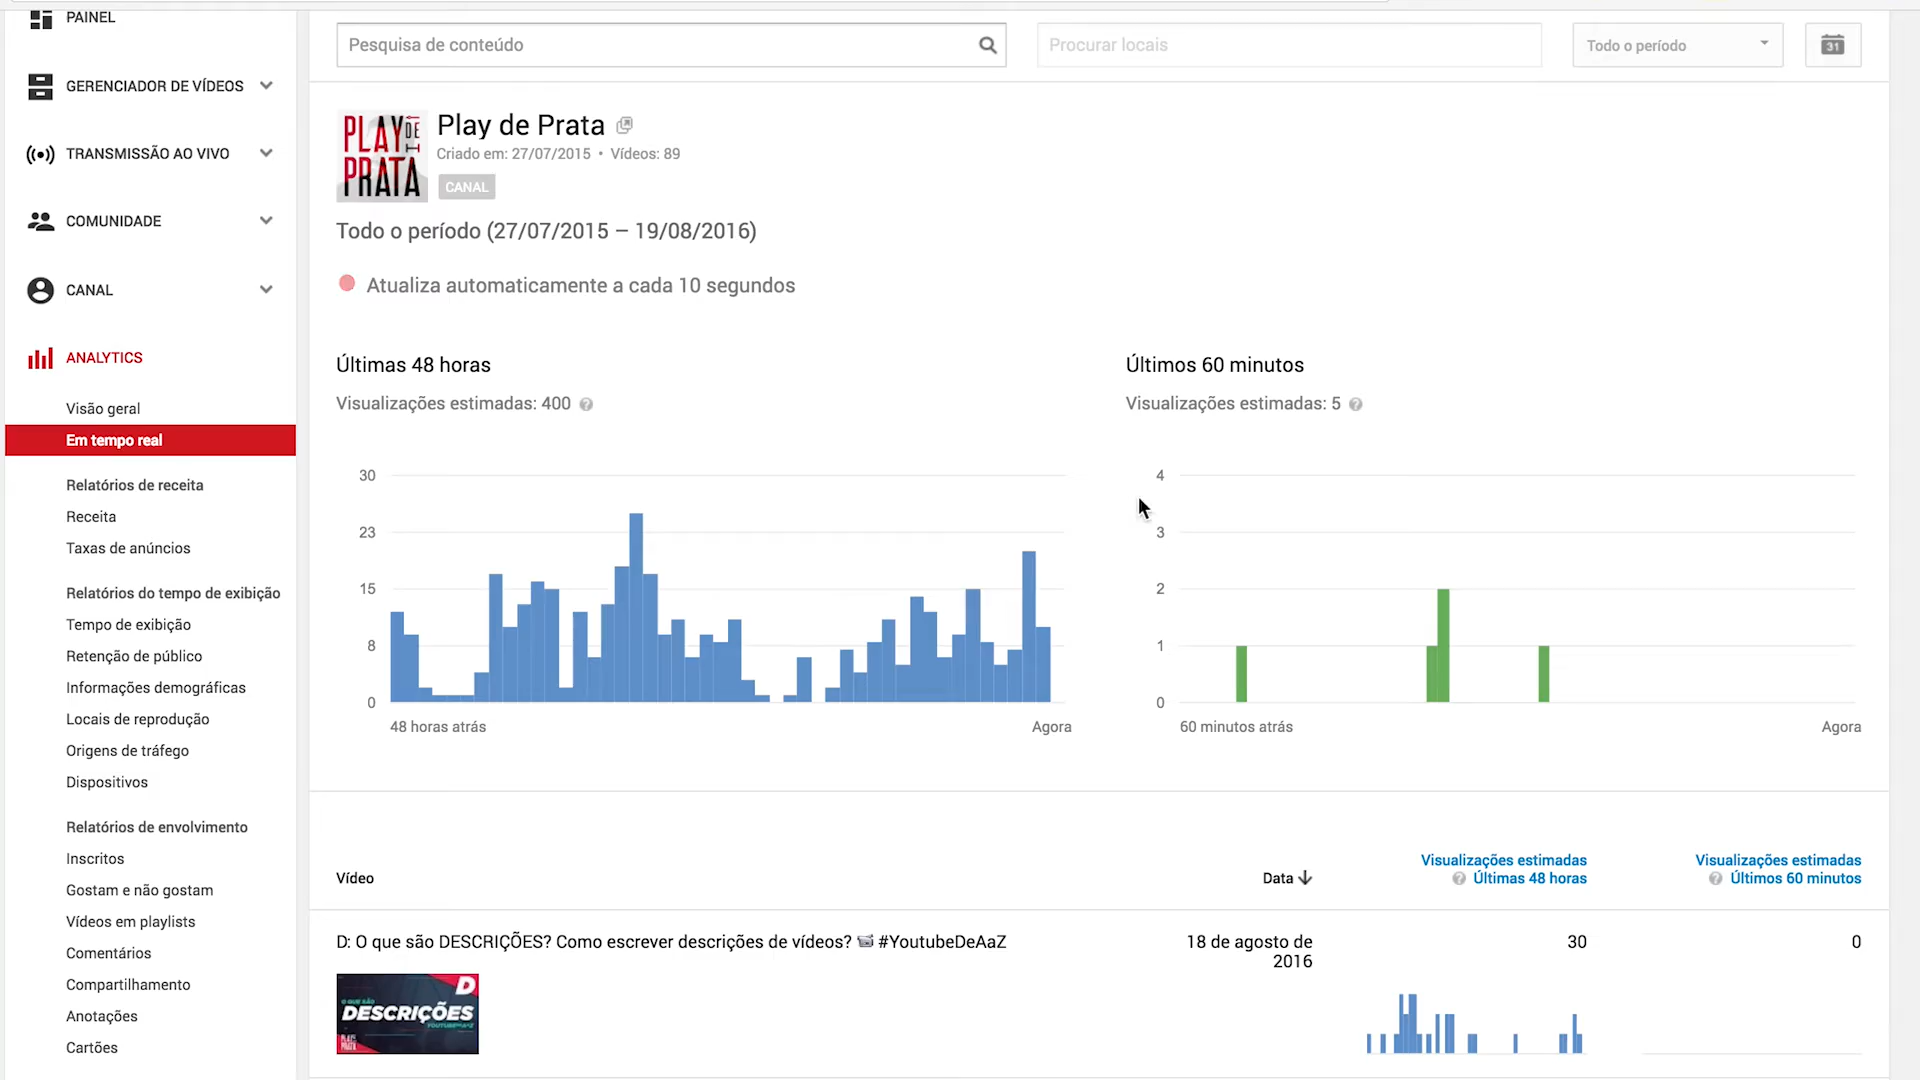 PAINEL
GERENCIADOR DE VÍDEOS
TRANSMISSÃO AO VIVO
COMUNIDADE
CANAL
ANALYTICS
Visão geral
Em tempo real
Relatórios de receita
Receita
Taxas de anúncios
Relatórios do tempo de exibição
Tempo de exibição
Retenção de público
Informações demográficas
Locais de reprodução
Origens de tráfego
Dispositivos
Relatórios de envolvimento
Inscritos
Gostam e não gostam
Vídeos em playlists
Comentários
Compartilhamento
Anotações
Cartões
Pesquisa de conteúdo
Procurar locais
Todo o período
31
PLAY DE
PRATA
Play de Prata
Criado em: 27/07/2015 • Vídeos: 89
CANAL
Todo o período (27/07/2015 – 19/08/2016)
Atualiza automaticamente a cada 10 segundos
Últimas 48 horas
Visualizações estimadas: 400 ?
30
23
15
8
0
48 horas atrás
Agora
Últimos 60 minutos
Visualizações estimadas: 5 ?
4
3
2
1
0
60 minutos atrás
Agora
Vídeo
Data
Visualizações estimadas
? Últimas 48 horas
Visualizações estimadas
? Últimos 60 minutos
D: O que são DESCRIÇÕES? Como escrever descrições de vídeos? #YoutubeDeAaZ
18 de agosto de
2016
30
0
D
O QUE SÃO
DESCRIÇÕES
YOUTUBEDEAAZ
PLAY DE
PRATA